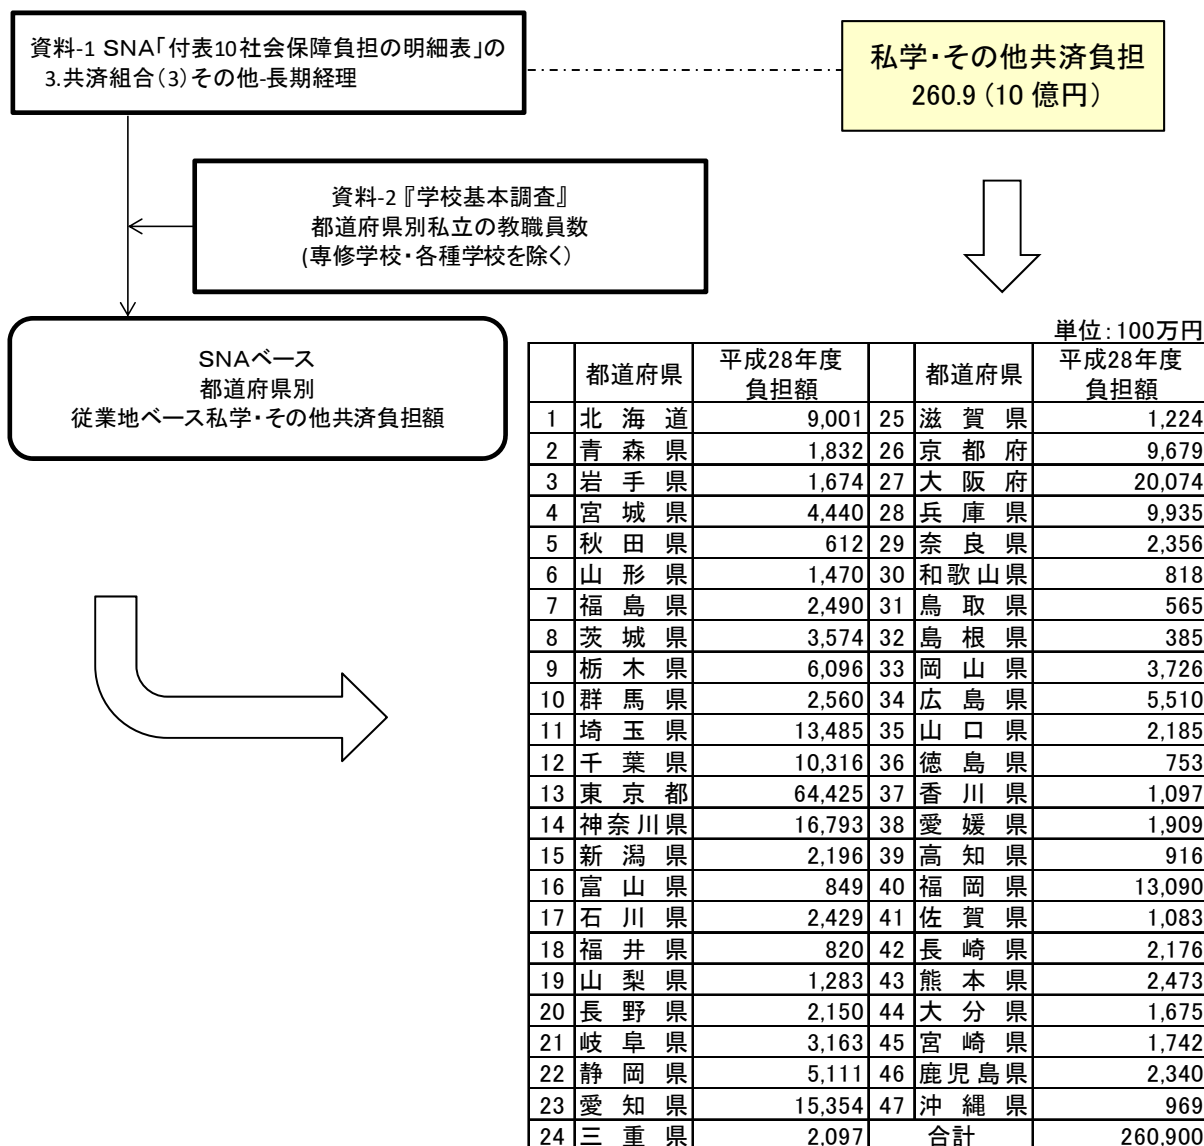 資料-1 SNA「付表10社会保障負担の明細表」の
3.共済組合(3)その他-長期経理
私学・その他共済負担
260.9（10 億円）
資料-2『学校基本調査』
都道府県別私立の教職員数
(専修学校・各種学校を除く）
SNAベース
都道府県別
従業地ベース私学・その他共済負担額
単位：100万円
都道府県 平成28年度 負担額 都道府県 平成28年度 負担額
1 北海道 9,001 25 滋賀県 1,224
2 青森県 1,832 26 京都府 9,679
3 岩手県 1,674 27 大阪府 20,074
4 宮城県 4,440 28 兵庫県 9,935
5 秋田県 612 29 奈良県 2,356
6 山形県 1,470 30 和歌山県 818
7 福島県 2,490 31 鳥取県 565
8 茨城県 3,574 32 島根県 385
9 栃木県 6,096 33 岡山県 3,726
10 群馬県 2,560 34 広島県 5,510
11 埼玉県 13,485 35 山口県 2,185
12 千葉県 10,316 36 徳島県 753
13 東京都 64,425 37 香川県 1,097
14 神奈川県 16,793 38 愛媛県 1,909
15 新潟県 2,196 39 高知県 916
16 富山県 849 40 福岡県 13,090
17 石川県 2,429 41 佐賀県 1,083
18 福井県 820 42 長崎県 2,176
19 山梨県 1,283 43 熊本県 2,473
20 長野県 2,150 44 大分県 1,675
21 岐阜県 3,163 45 宮崎県 1,742
22 静岡県 5,111 46 鹿児島県 2,340
23 愛知県 15,354 47 沖縄県 969
24 三重県 2,097 合計 260,900